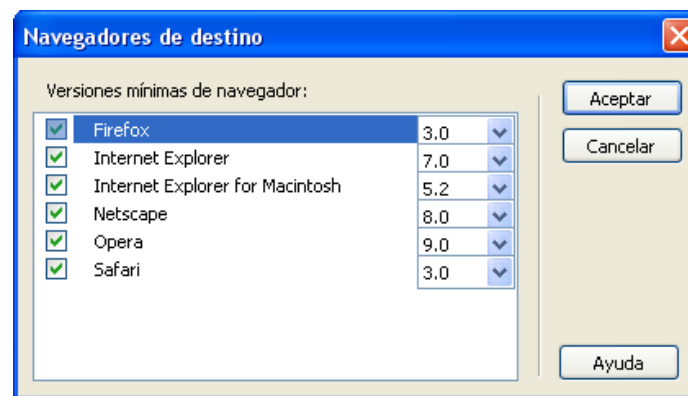 Navegadores de destino
Versiones mínimas de navegador:
Firefox 3.0
Internet Explorer 7.0
Internet Explorer for Macintosh 5.2
Netscape 8.0
Opera 9.0
Safari 3.0
Aceptar
Cancelar
Ayuda